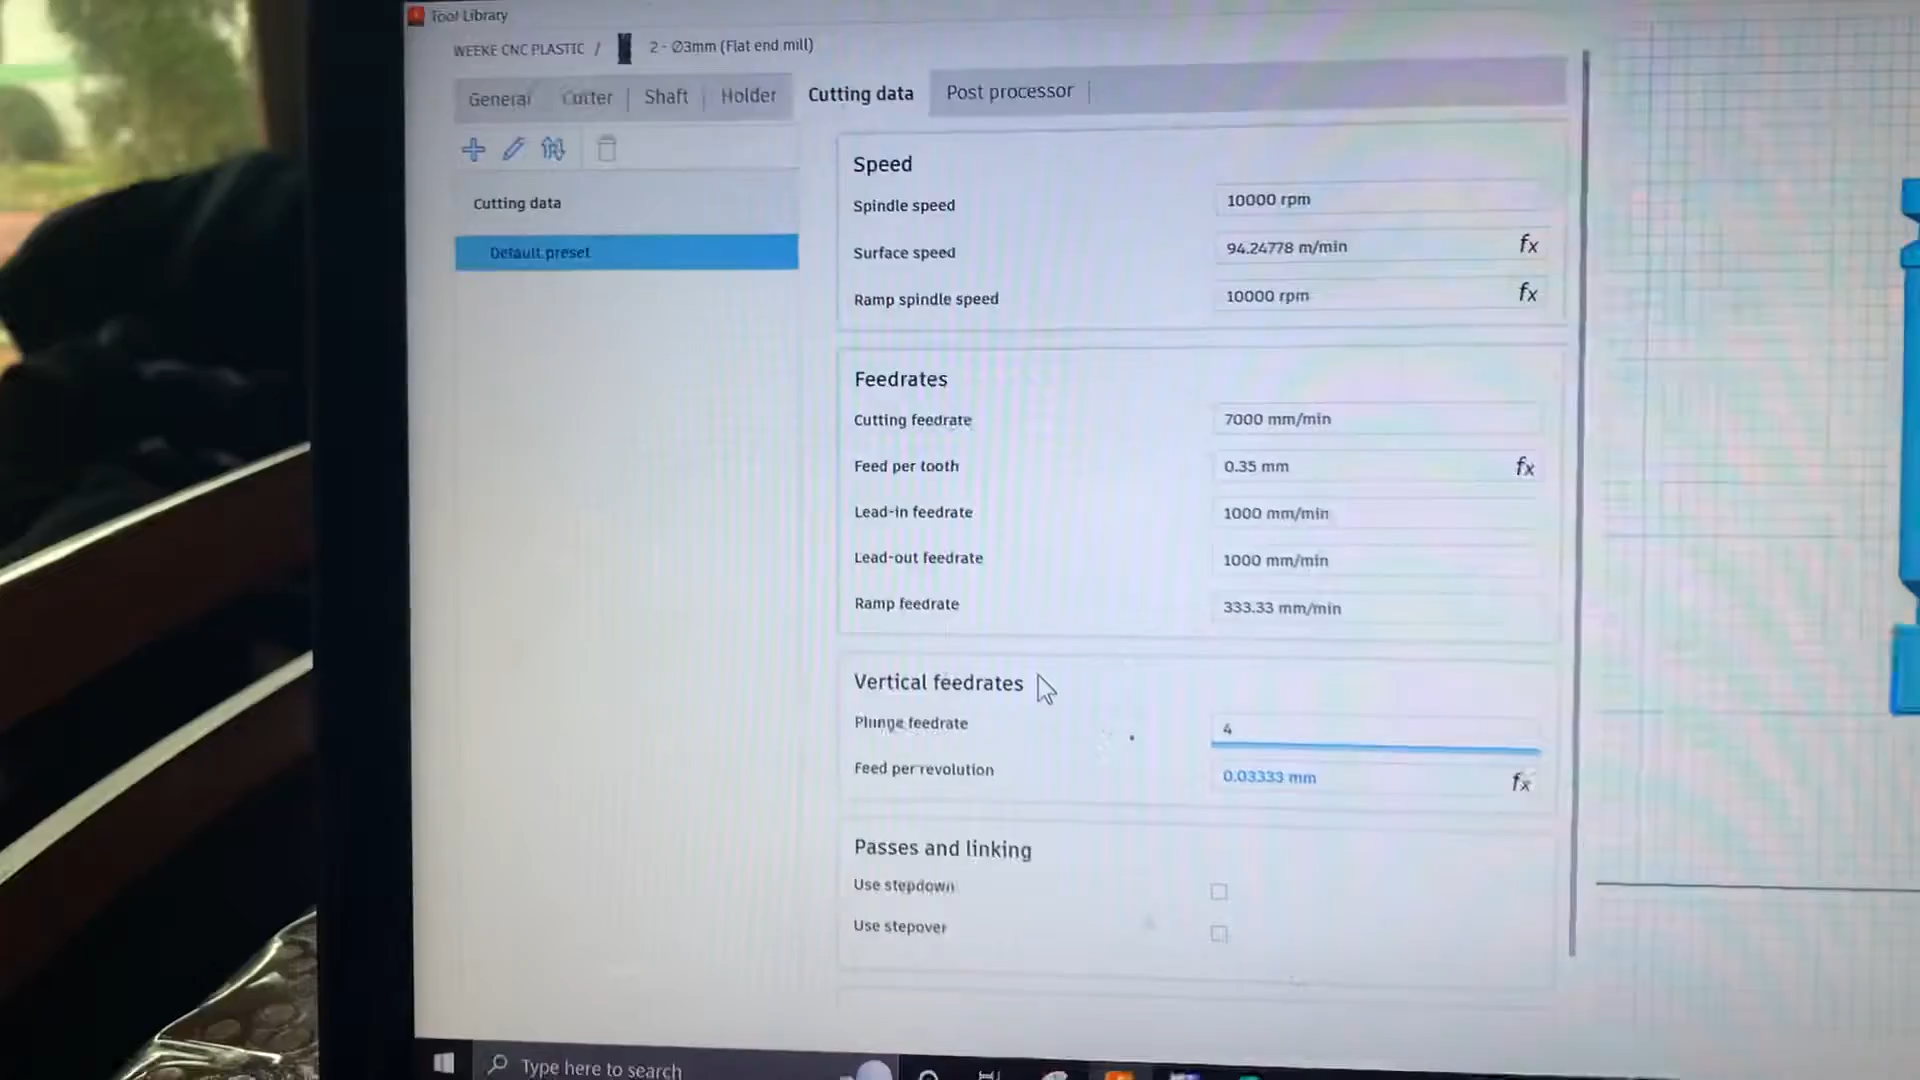 Tool Library
WEEKE CNC PLASTIC / 2 - Ø3mm (Flat end mill)
General Cutter Shaft Holder Cutting data Post processor
Cutting data
Default preset
Speed
Spindle speed 10000 rpm
Surface speed 94.24778 m/min fx
Ramp spindle speed 10000 rpm fx
Feedrates
Cutting feedrate 7000 mm/min
Feed per tooth 0.35 mm fx
Lead-in feedrate 1000 mm/min
Lead-out feedrate 1000 mm/min
Ramp feedrate 333.33 mm/min
Vertical feedrates
Plunge feedrate 4
Feed per revolution 0.03333 mm fx
Passes and linking
Use stepdown
Use stepover
Type here to search